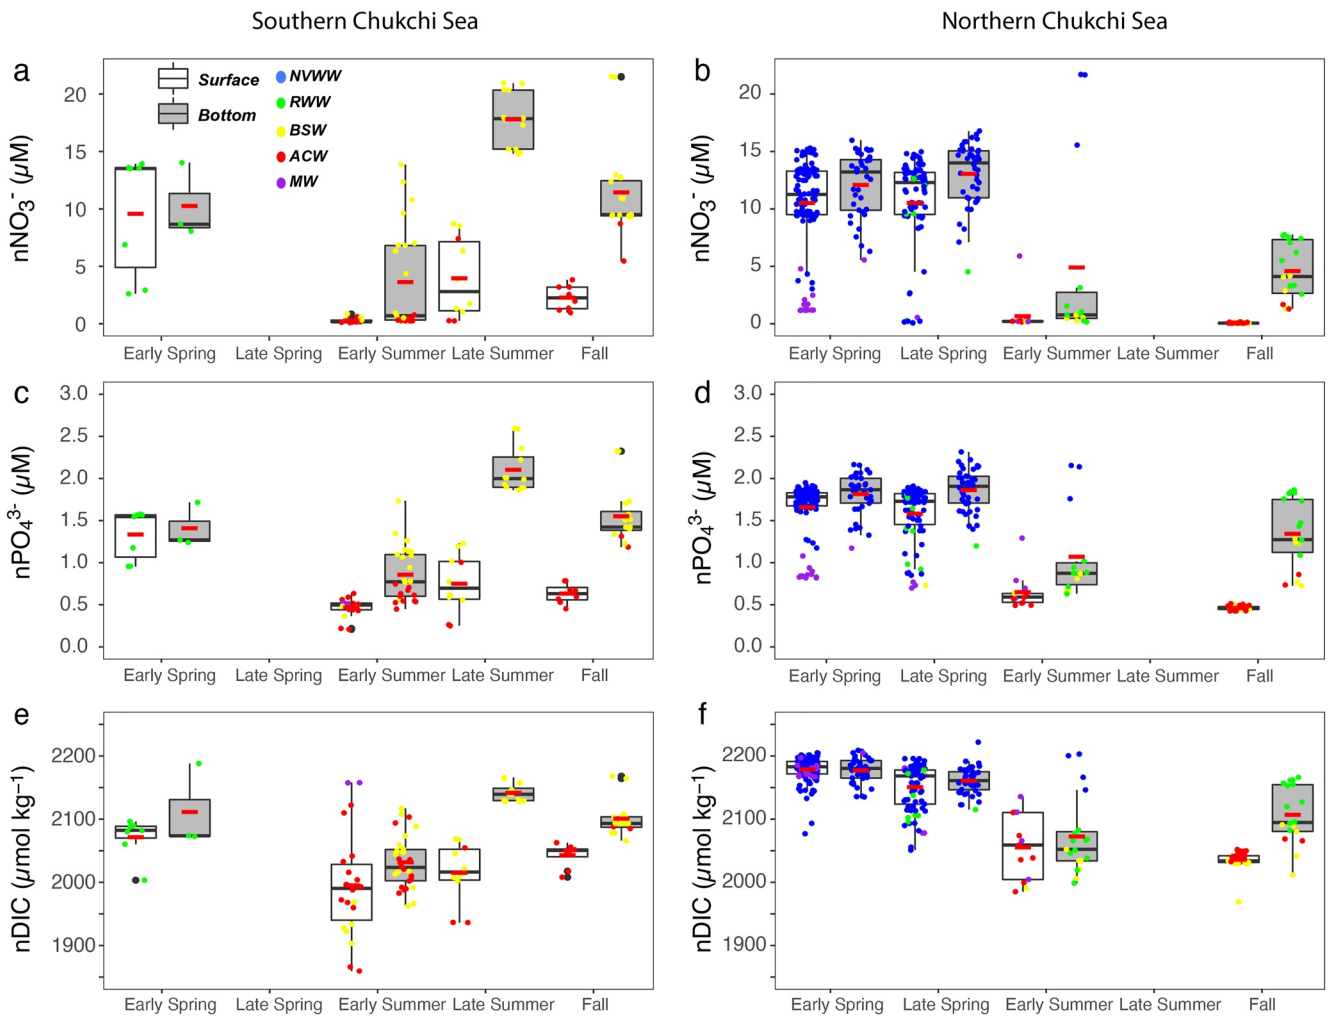 Southern Chukchi Sea
Northern Chukchi Sea
a
nNO3- (µM)
20
15
10
5
0
Surface
Bottom
NVWW
RWW
BSW
ACW
MW
Early Spring Late Spring Early Summer Late Summer Fall
b
nNO3- (µM)
20
15
10
5
0
Early Spring Late Spring Early Summer Late Summer Fall
c
nPO43- (µM)
3.0
2.5
2.0
1.5
1.0
0.5
0.0
Early Spring Late Spring Early Summer Late Summer Fall
d
nPO43- (µM)
3.0
2.5
2.0
1.5
1.0
0.5
0.0
Early Spring Late Spring Early Summer Late Summer Fall
e
nDIC (µmol kg–1)
2200
2100
2000
1900
Early Spring Late Spring Early Summer Late Summer Fall
f
nDIC (µmol kg–1)
2200
2100
2000
1900
Early Spring Late Spring Early Summer Late Summer Fall